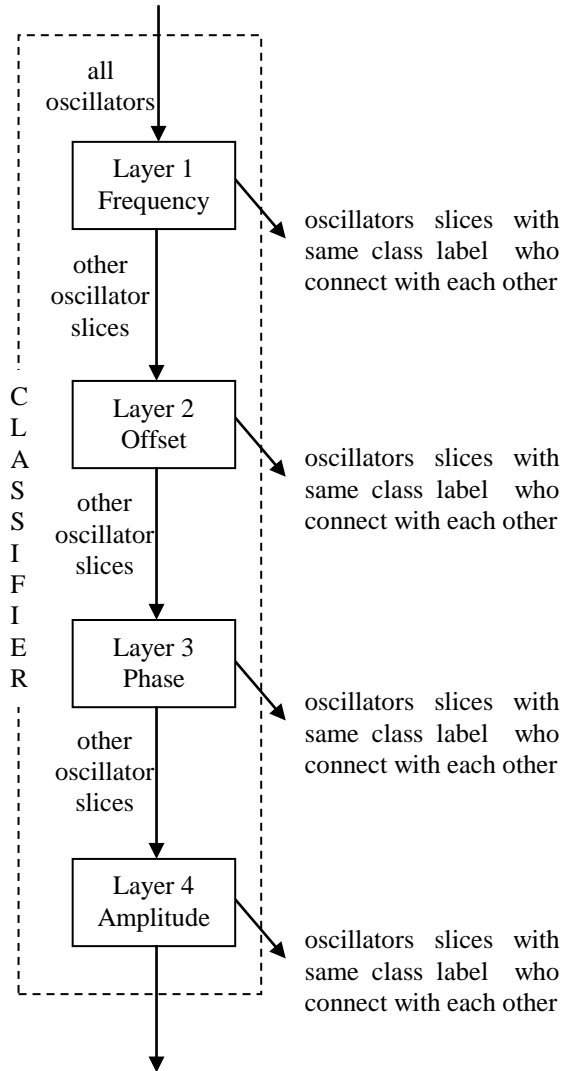 all
oscillators
Layer 1
Frequency
oscillators slices with
same class label who
connect with each other
other
oscillator
slices
C
L
A
S
S
I
F
I
E
R
Layer 2
Offset
oscillators slices with
same class label who
connect with each other
other
oscillator
slices
Layer 3
Phase
oscillators slices with
same class label who
connect with each other
other
oscillator
slices
Layer 4
Amplitude
oscillators slices with
same class label who
connect with each other